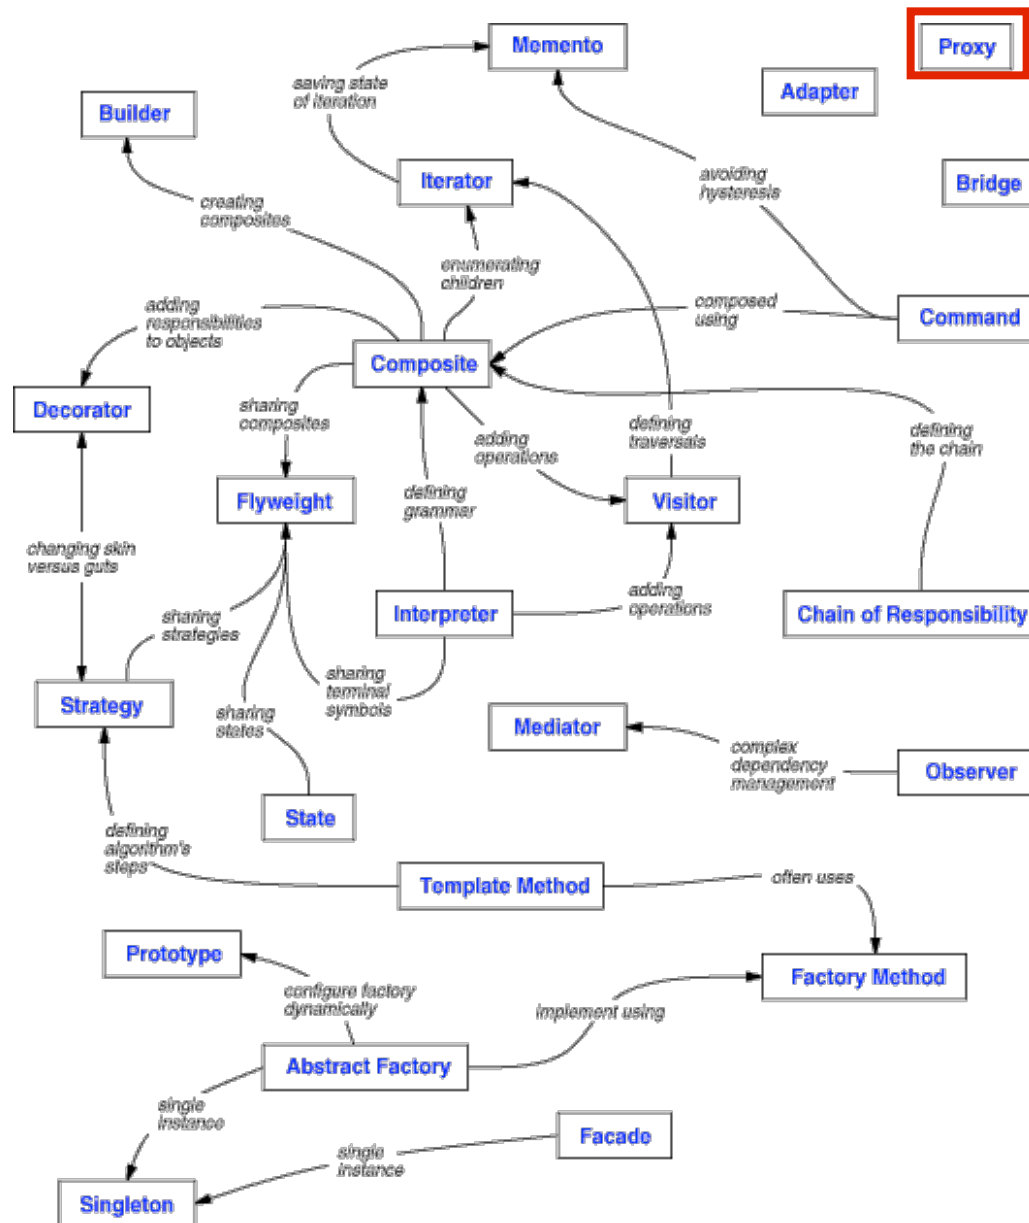 Memento
Proxy
Adapter
saving state
of iteration
Builder
avoiding
hysteresis
Iterator
Bridge
creating
composites
enumerating
children
adding
responsibilities
to objects
composed
using
Command
Composite
Decorator
sharing
composites
adding
operations
defining
traversals
defining
the chain
defining
grammar
Flyweight
Visitor
changing skin
versus guts
adding
operations
Interpreter
Chain of Responsibility
sharing
strategies
sharing
terminal
symbols
Strategy
sharing
states
Mediator
complex
dependency
management
Observer
State
defining
algorithm's
steps
Template Method
often uses
Prototype
Factory Method
configure factory
dynamically
implement using
Abstract Factory
single
instance
Facade
single
instance
Singleton